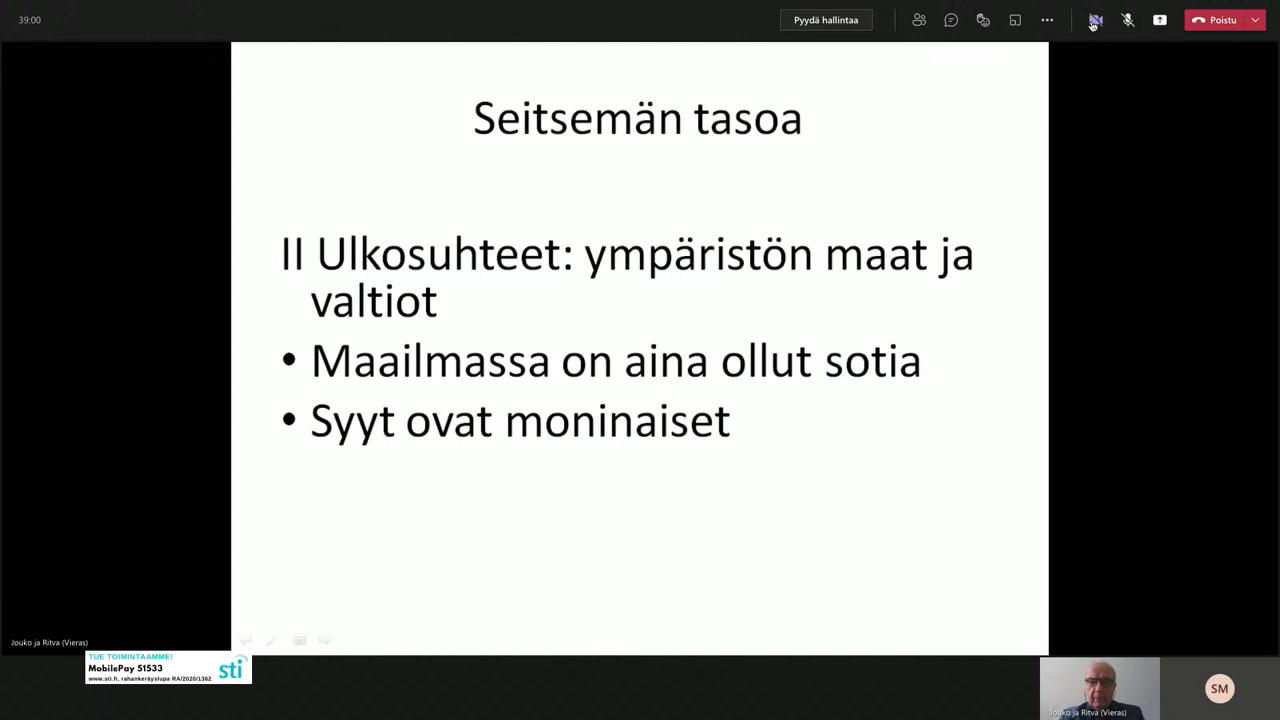 39:00
Pyydä hallintaa
Poistu
Seitsemän tasoa
II Ulkosuhteet: ympäristön maat ja
valtiot
• Maailmassa on aina ollut sotia
• Syyt ovat moninaiset
Jouko ja Ritva (Vieras)
TUE TOIMINTAAMME!
MobilePay 51533
www.sti.fi, rahankeräyslupa RA/2020/1362
sti
Jouko ja Ritva (Vieras)
SM